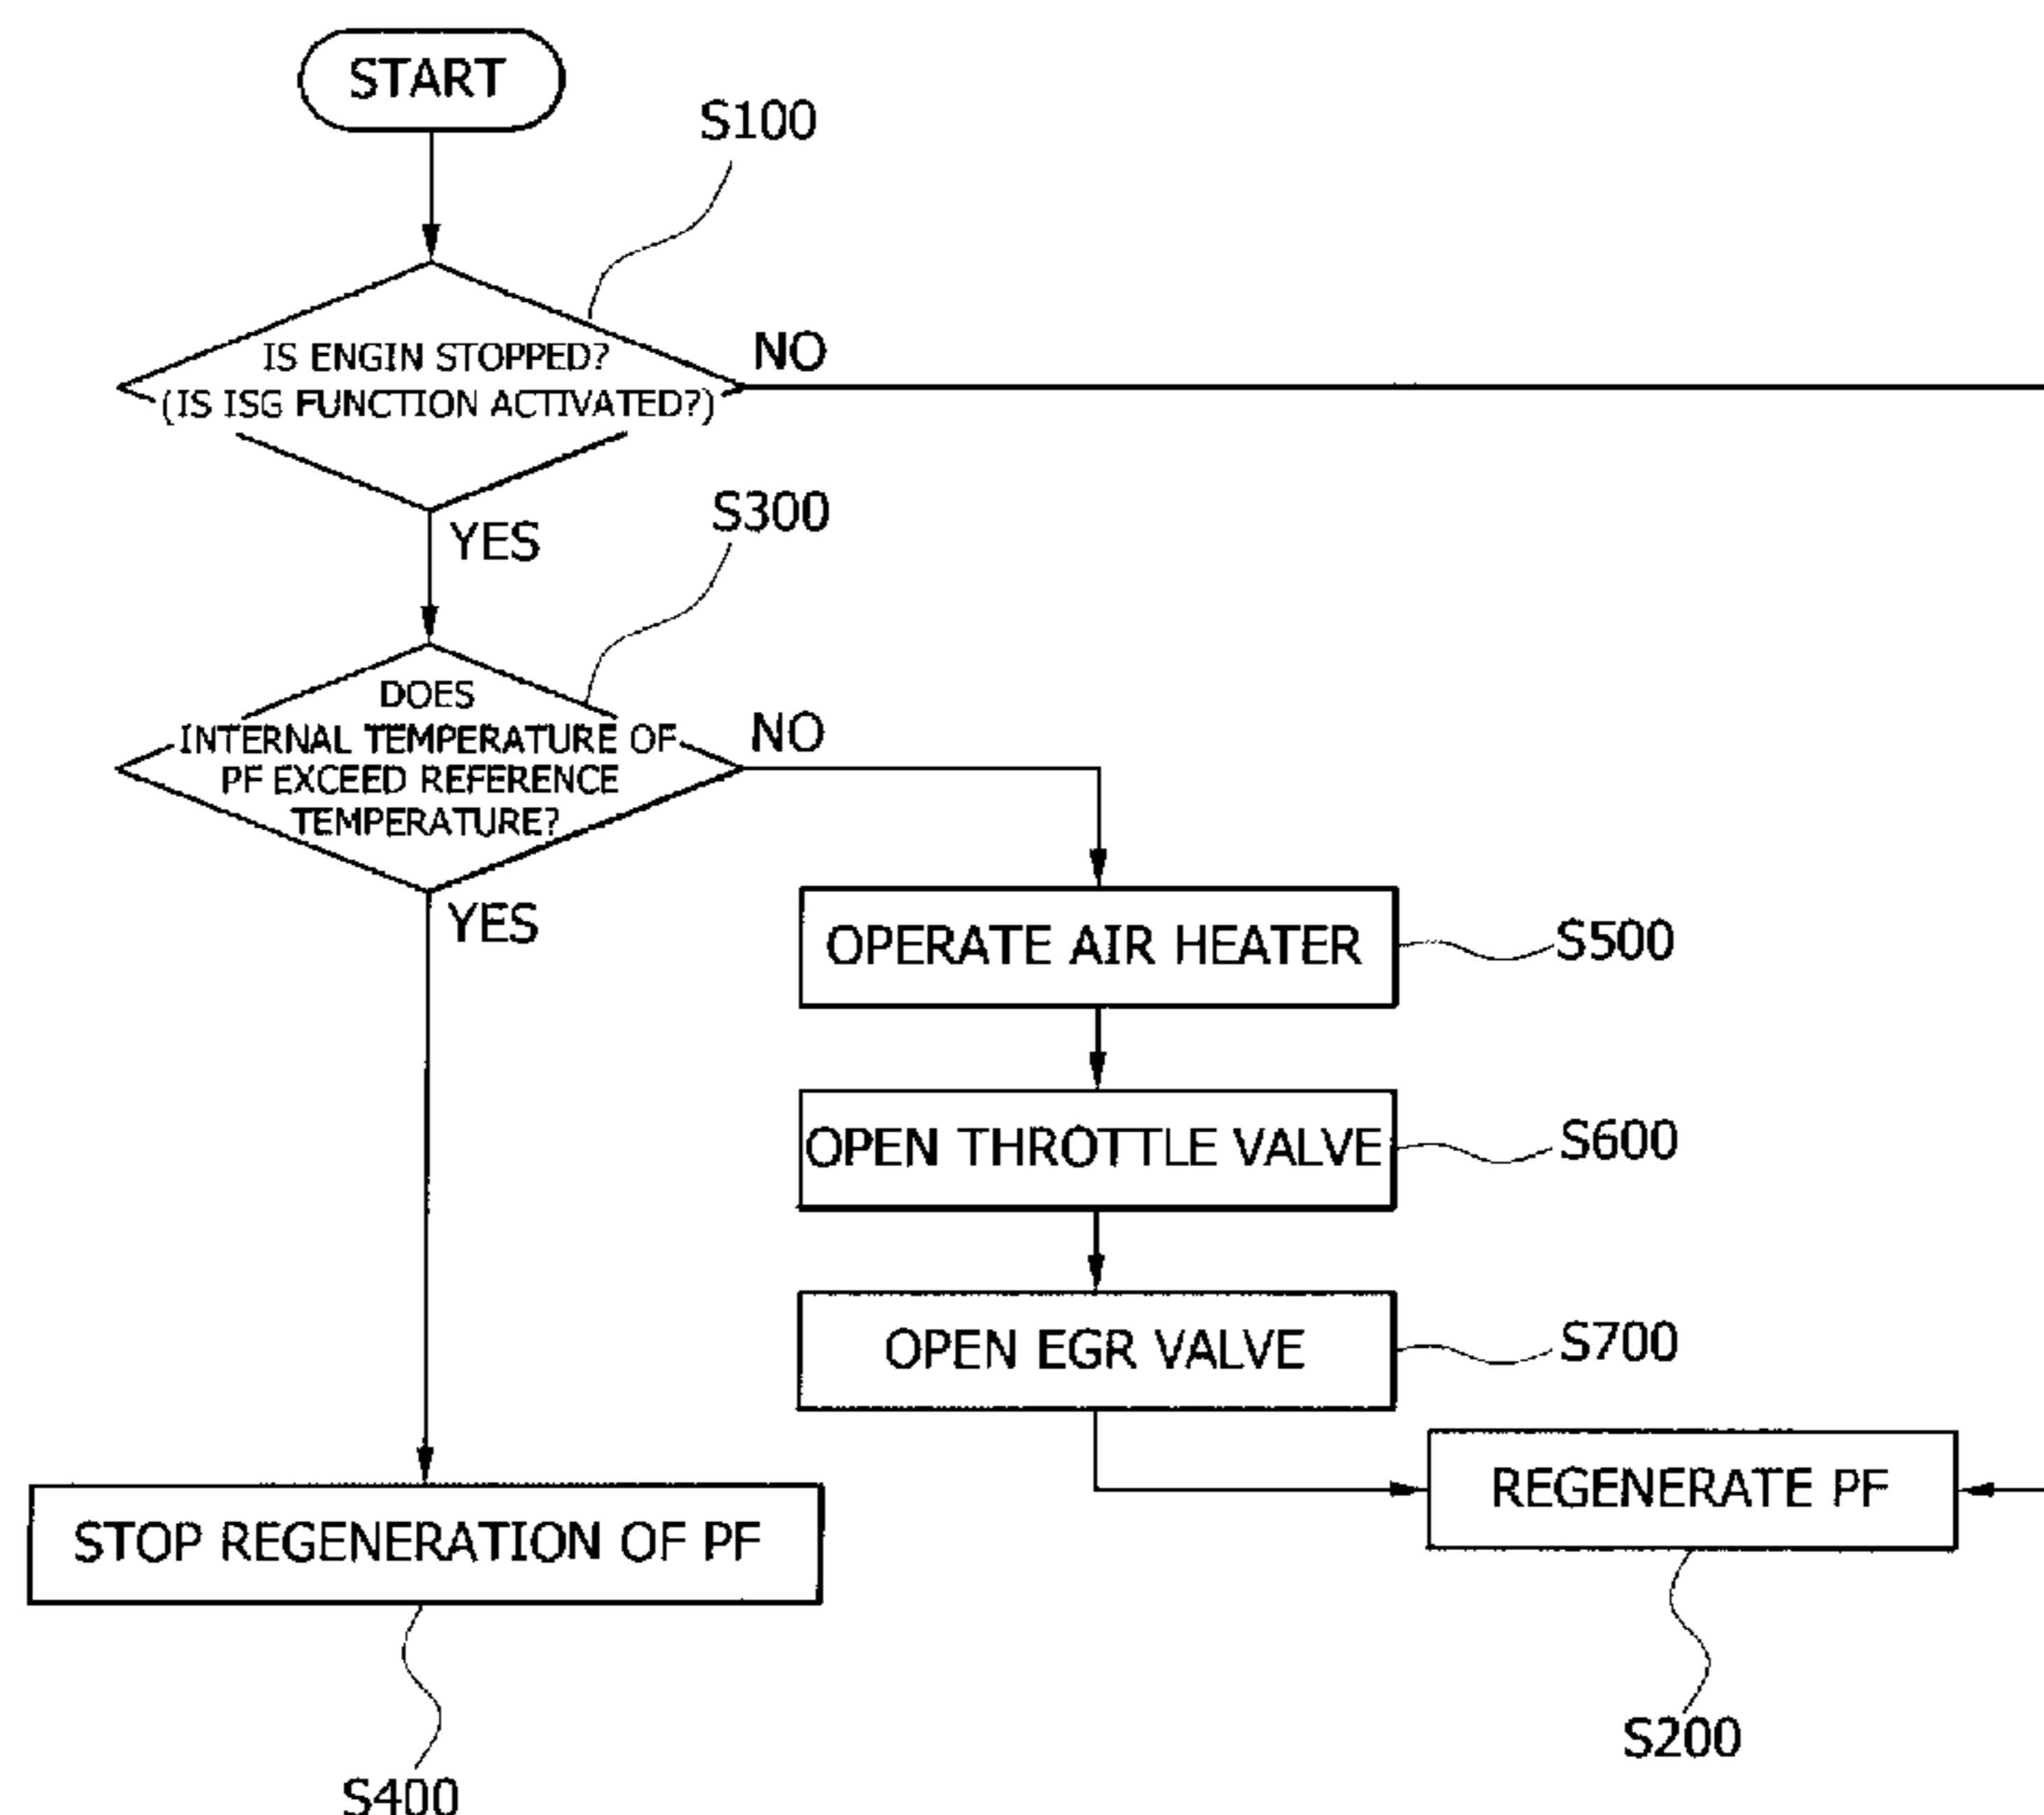 START
S100
IS ENGIN STOPPED?
(IS ISG FUNCTION ACTIVATED?)
NO
YES
S300
DOES
INTERNAL TEMPERATURE OF
PF EXCEED REFERENCE
TEMPERATURE?
NO
YES
OPERATE AIR HEATER
S500
OPEN THROTTLE VALVE
S600
OPEN EGR VALVE
S700
REGENERATE PF
STOP REGENERATION OF PF
S200
S400